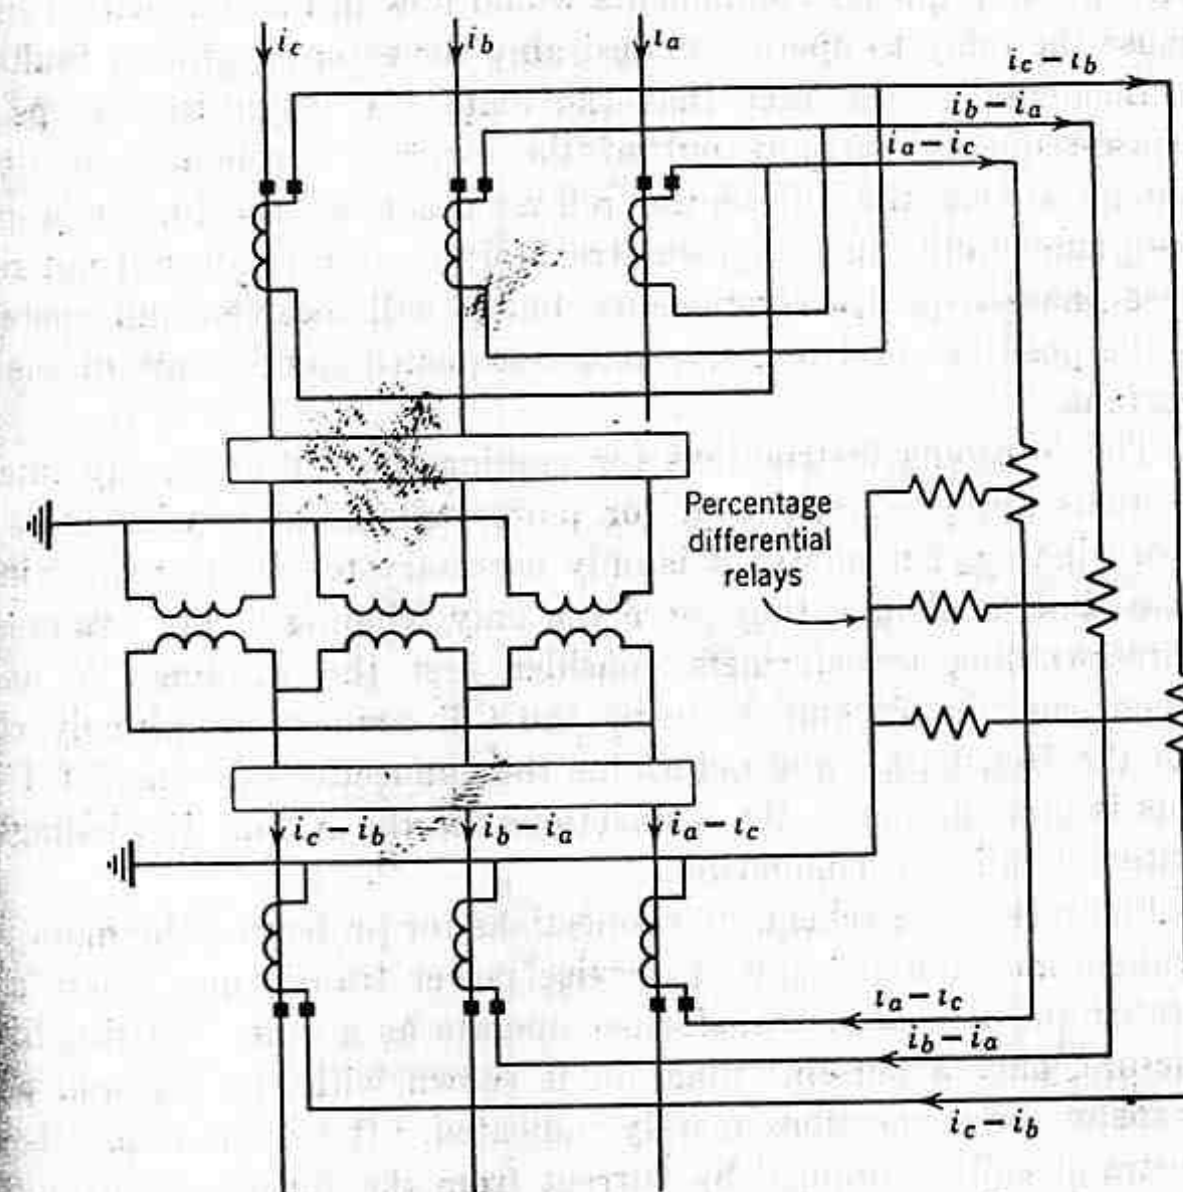 ic
ib
ia
ic − ib
ib − ia
ia − ic
Percentage
differential
relays
ic − ib
ib − ia
ia − ic
ia − ic
ib − ia
ic − ib